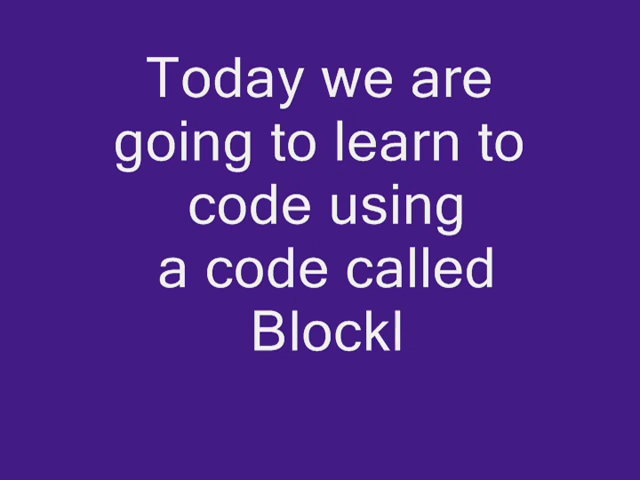 Today we are
going to learn to
code using
a code called
Blockl